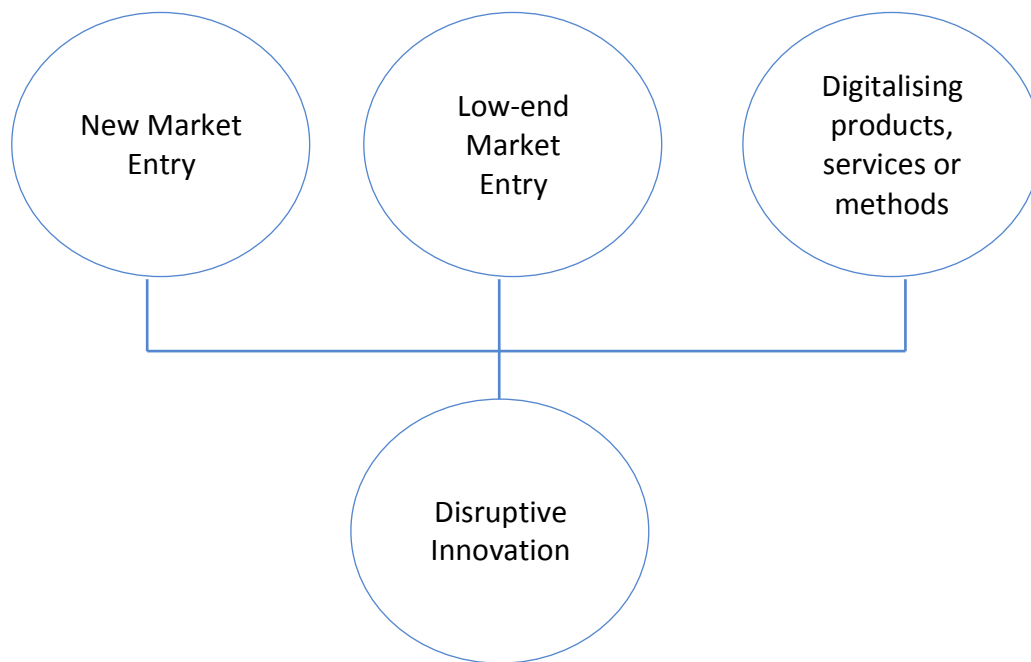 New Market
Entry
Low-end
Market
Entry
Digitalising
products,
services or
methods
Disruptive
Innovation